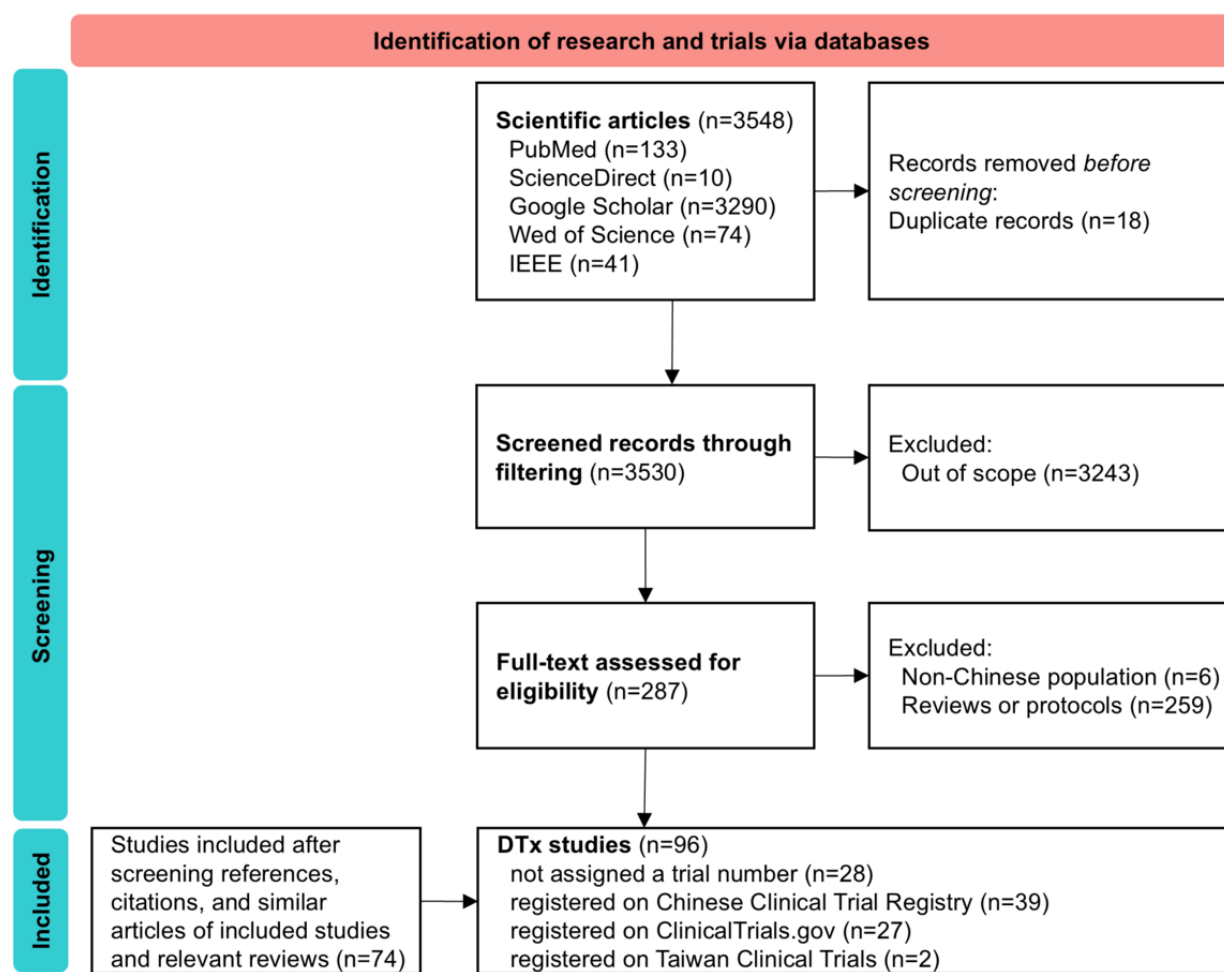 Identification of research and trials via databases
Identification
Scientific articles (n=3548)
PubMed (n=133)
ScienceDirect (n=10)
Google Scholar (n=3290)
Wed of Science (n=74)
IEEE (n=41)
Records removed before
screening:
Duplicate records (n=18)
Screening
Screened records through
filtering (n=3530)
Excluded:
Out of scope (n=3243)
Full-text assessed for
eligibility (n=287)
Excluded:
Non-Chinese population (n=6)
Reviews or protocols (n=259)
Included
Studies included after
screening references,
citations, and similar
articles of included studies
and relevant reviews (n=74)
DTx studies (n=96)
not assigned a trial number (n=28)
registered on Chinese Clinical Trial Registry (n=39)
registered on ClinicalTrials.gov (n=27)
registered on Taiwan Clinical Trials (n=2)